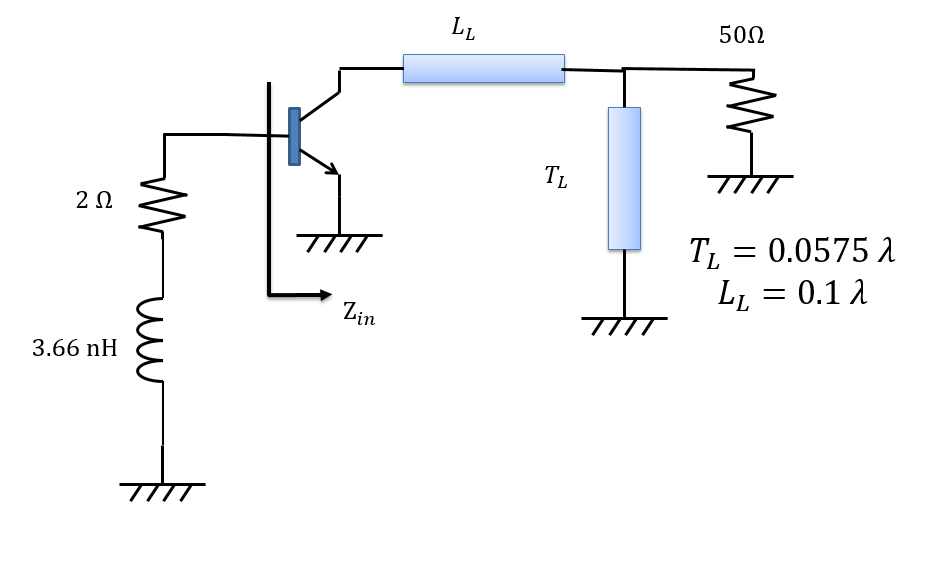 L_L
50Ω
2 Ω
T_L
T_L = 0.0575 λ
L_L = 0.1 λ
Z_in
3.66 nH